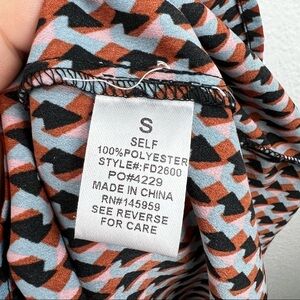 S
SELF
100%POLYESTER
STYLE#:FD2600
PO#4229
MADE IN CHINA
RN#145959
SEE REVERSE
FOR CARE